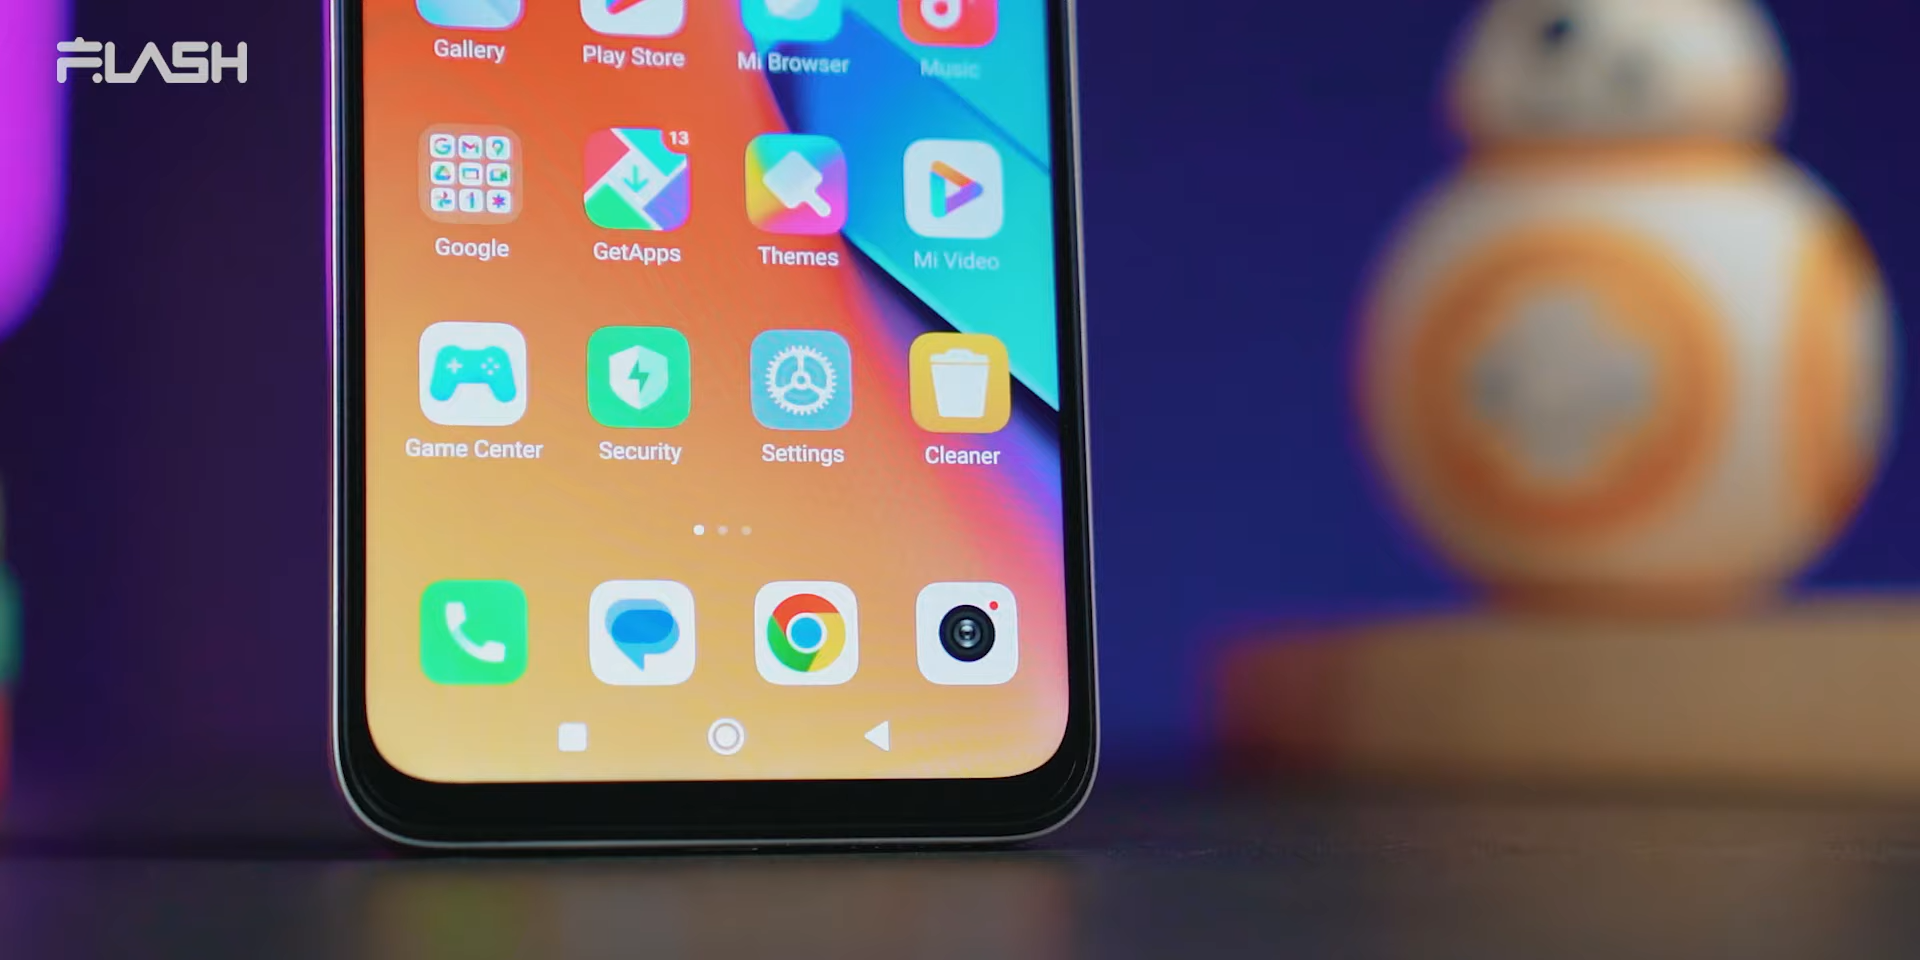 FLASH
Gallery
Play Store
Mi Browser
Music
13
Google
GetApps
Themes
Mi Video
Game Center
Security
Settings
Cleaner